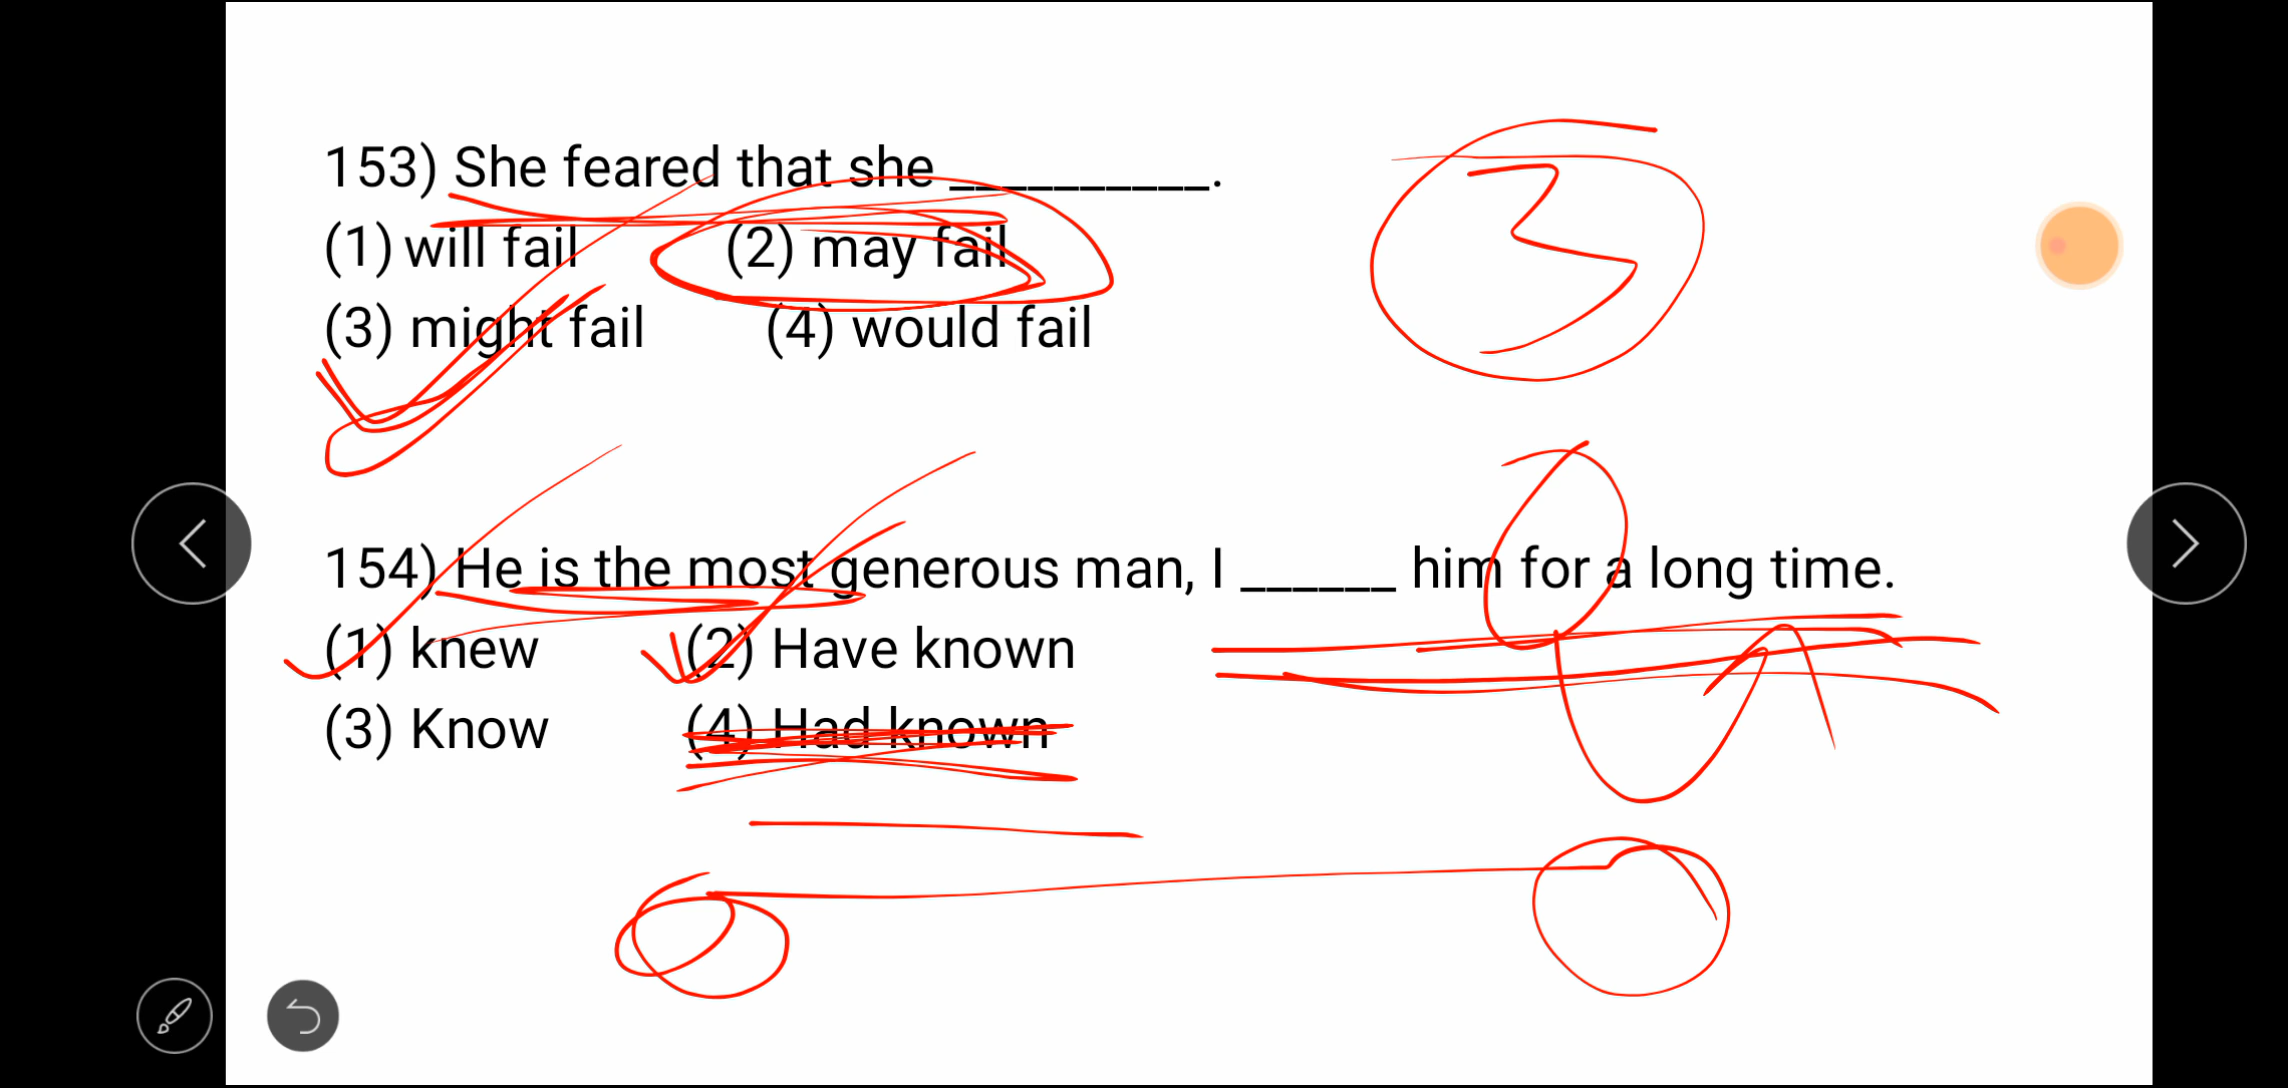 153) She feared that she __________.
3
(1) will fail (2) may fail
(3) might fail (4) would fail
154) He is the most generous man, I ______ him for a long time.
(1) knew (2) Have known
(3) Know (4) Had known